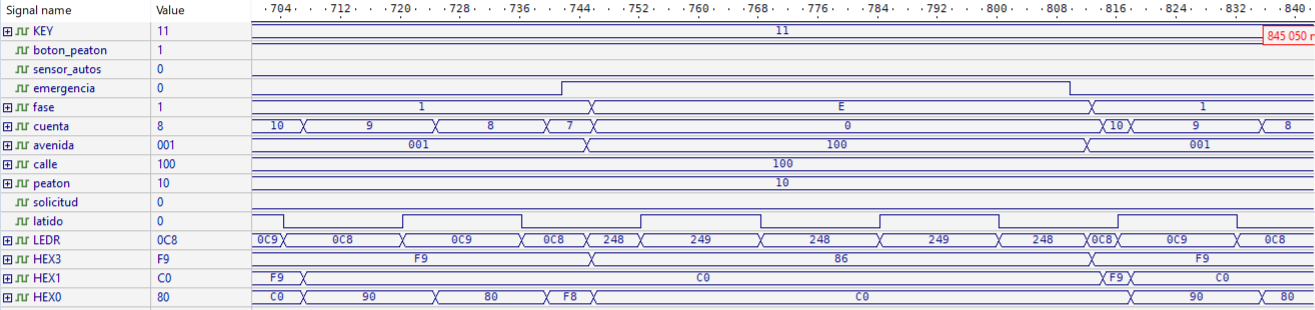 Signal name Value 704 712 720 728 736 744 752 760 768 776 784 792 800 808 816 824 832 840
KEY 11 11 845 050 n
boton_peaton 1
sensor_autos 0
emergencia 0
fase 1 1 E 1
cuenta 8 10 9 8 7 0 10 9 8
avenida 001 001 100 001
calle 100 100
peaton 10 10
solicitud 0
latido 0
LEDR 0C8 0C9 0C8 0C9 0C8 248 249 248 249 248 0C8 0C9 0C8
HEX3 F9 F9 86 F9
HEX1 C0 F9 C0 F9 C0
HEX0 80 C0 90 80 F8 C0 90 80